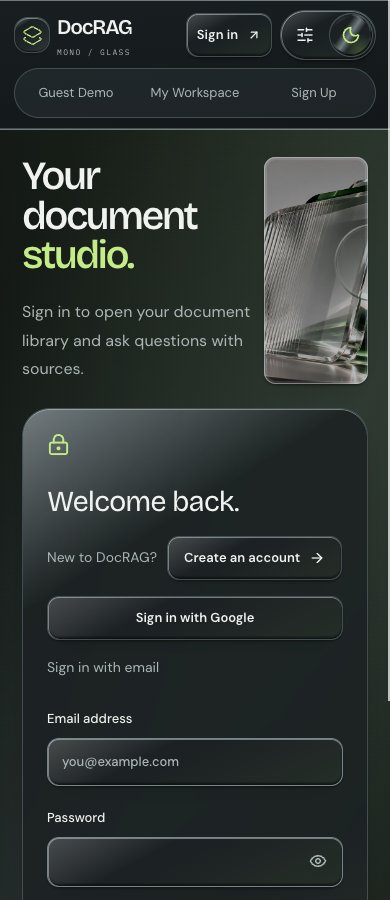 DocRAG
MONO / GLASS
Sign in
Guest Demo
My Workspace
Sign Up
Your
document
studio.
Sign in to open your document
library and ask questions with
sources.
Welcome back.
New to DocRAG?
Create an account
Sign in with Google
Sign in with email
Email address
you@example.com
Password